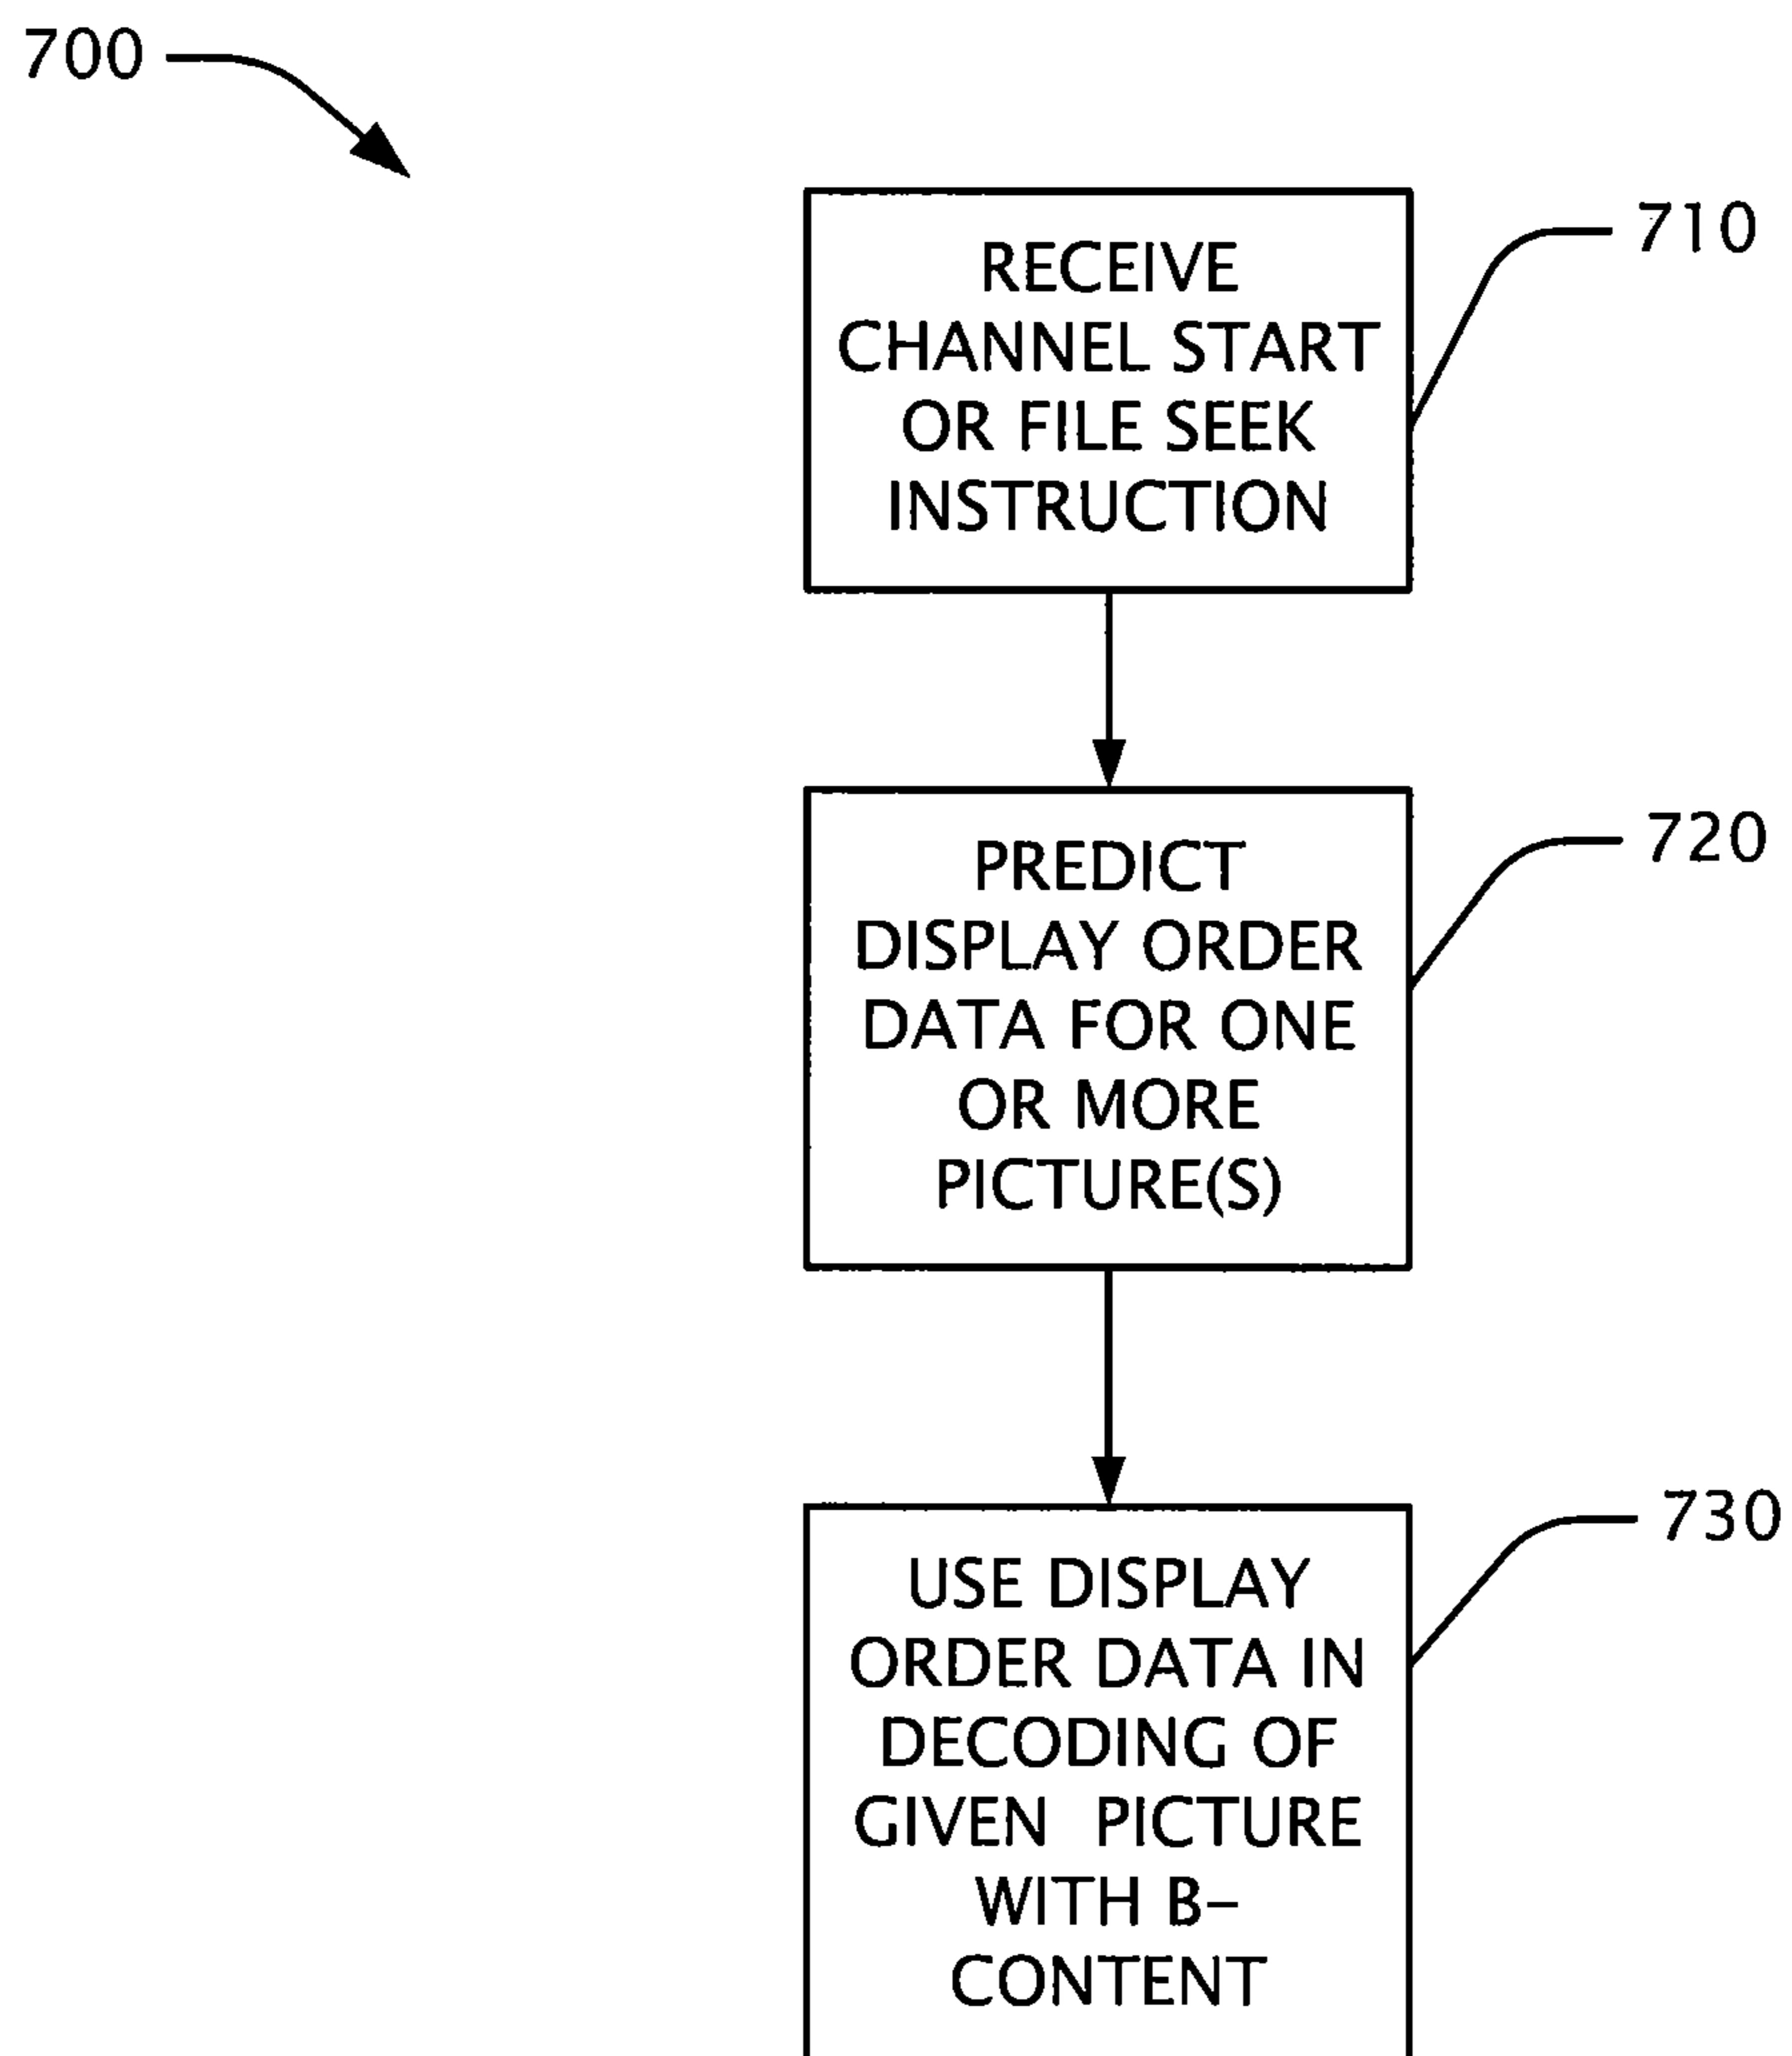 700
710
RECEIVE
CHANNEL START
OR FILE SEEK
INSTRUCTION
720
PREDICT
DISPLAY ORDER
DATA FOR ONE
OR MORE
PICTURE(S)
730
USE DISPLAY
ORDER DATA IN
DECODING OF
GIVEN PICTURE
WITH B-
CONTENT